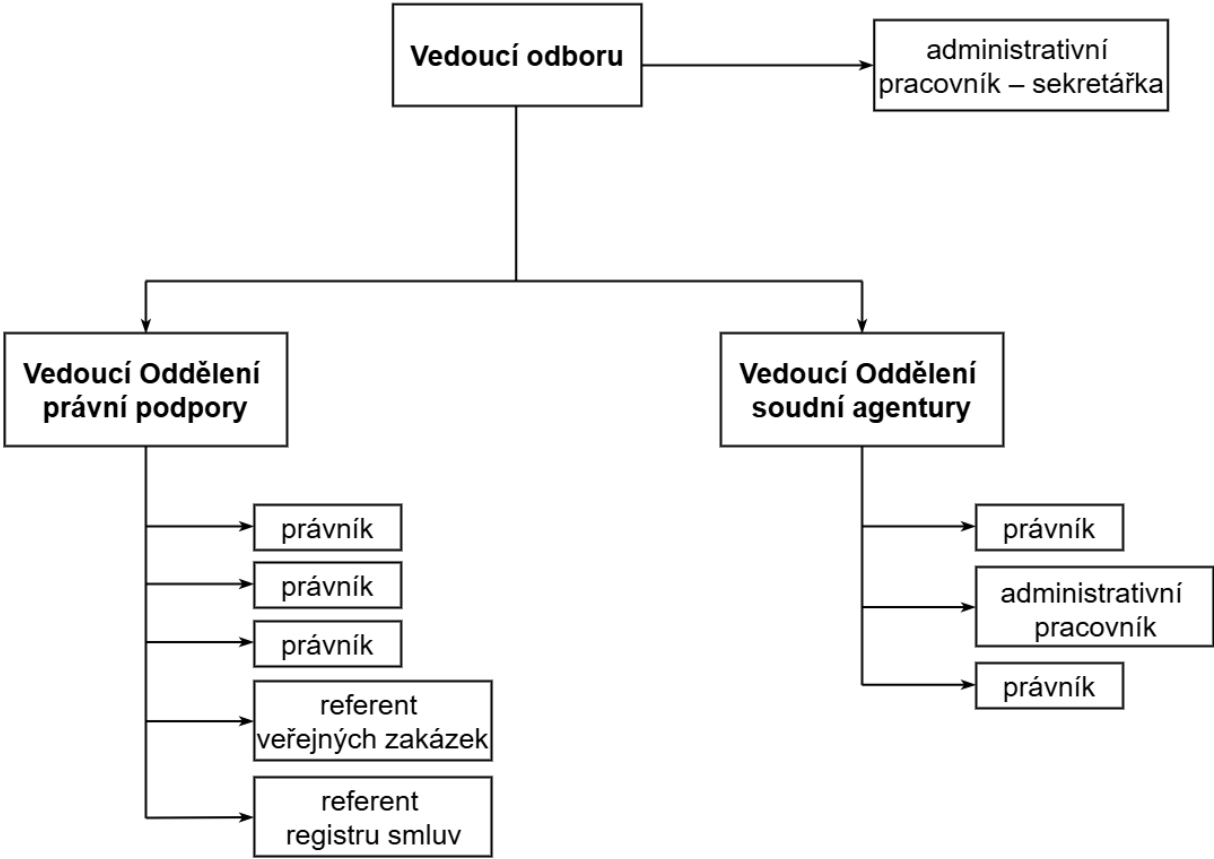 Vedoucí odboru
administrativní
pracovník – sekretářka
Vedoucí Oddělení
právní podpory
právník
právník
právník
referent
veřejných zakázek
referent
registru smluv
Vedoucí Oddělení
soudní agentury
právník
administrativní
pracovník
právník